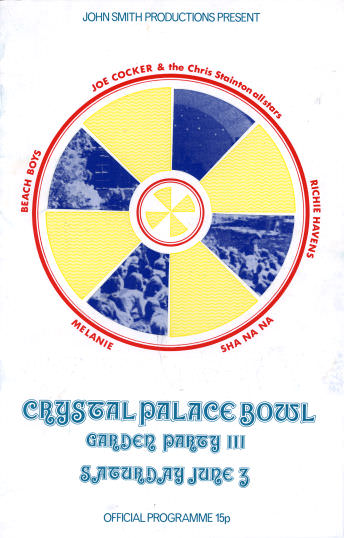 JOHN SMITH PRODUCTIONS PRESENT
JOE COCKER & the Chris Stainton allstars
BEACH BOYS
RICHIE HAVENS
MELANIE
SHA NA NA
CRYSTAL PALACE BOWL
GARDEN PARTY III
SATURDAY JUNE 3
OFFICIAL PROGRAMME 15p